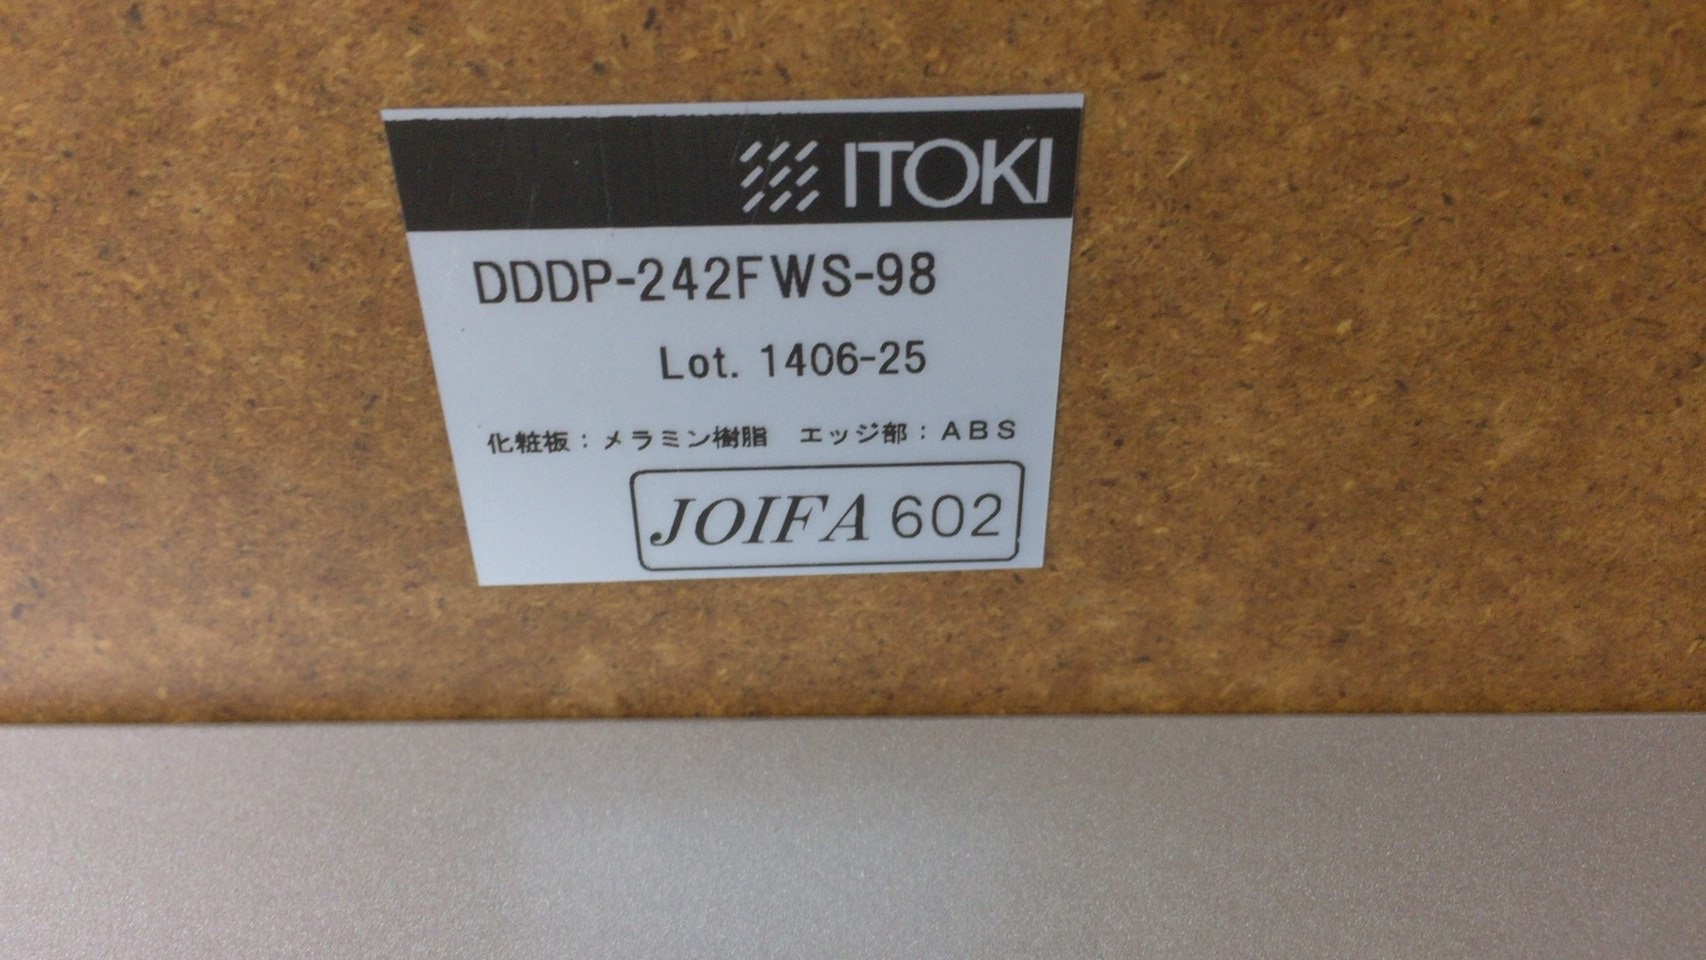 ITOKI
DDDP-242FWS-98
Lot. 1406-25
化粧板：メラミン樹脂　エッジ部：ABS
JOIFA 602